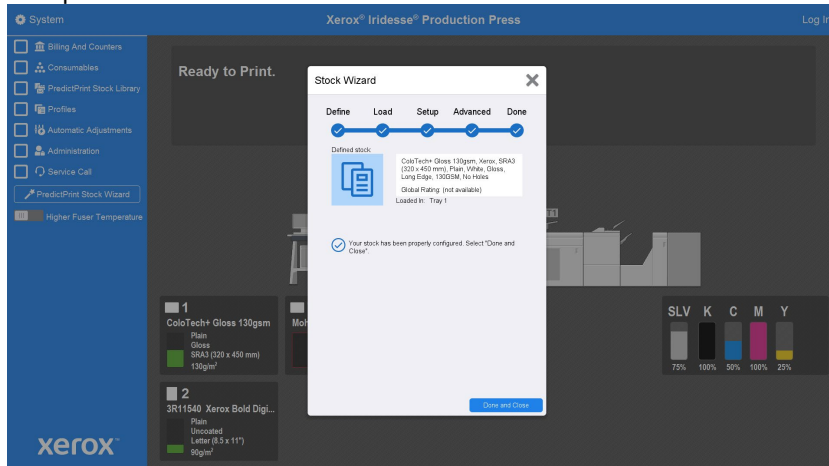 System
Xerox® Iridesse® Production Press
Log In
Billing And Counters
Consumables
PredictPrint Stock Library
Profiles
Automatic Adjustments
Administration
Service Call
PredictPrint Stock Wizard
Higher Fuser Temperature
xerox™
Ready to Print.
Stock Wizard
Define Load Setup Advanced Done
Defined stock
ColoTech+ Gloss 130gsm, Xerox, SRA3
(320 x 450 mm), Plain, White, Gloss,
Long Edge, 130GSM, No Holes
Global Rating: (not available)
Loaded In: Tray 1
Your stock has been properly configured. Select "Done and
Close".
Done and Close
1
ColoTech+ Gloss 130gsm
Plain
Gloss
SRA3 (320 x 450 mm)
130g/m²
Moh
2
3R11540 Xerox Bold Digi...
Plain
Uncoated
Letter (8.5 x 11")
90g/m²
SLV K C M Y
75% 100% 50% 100% 25%